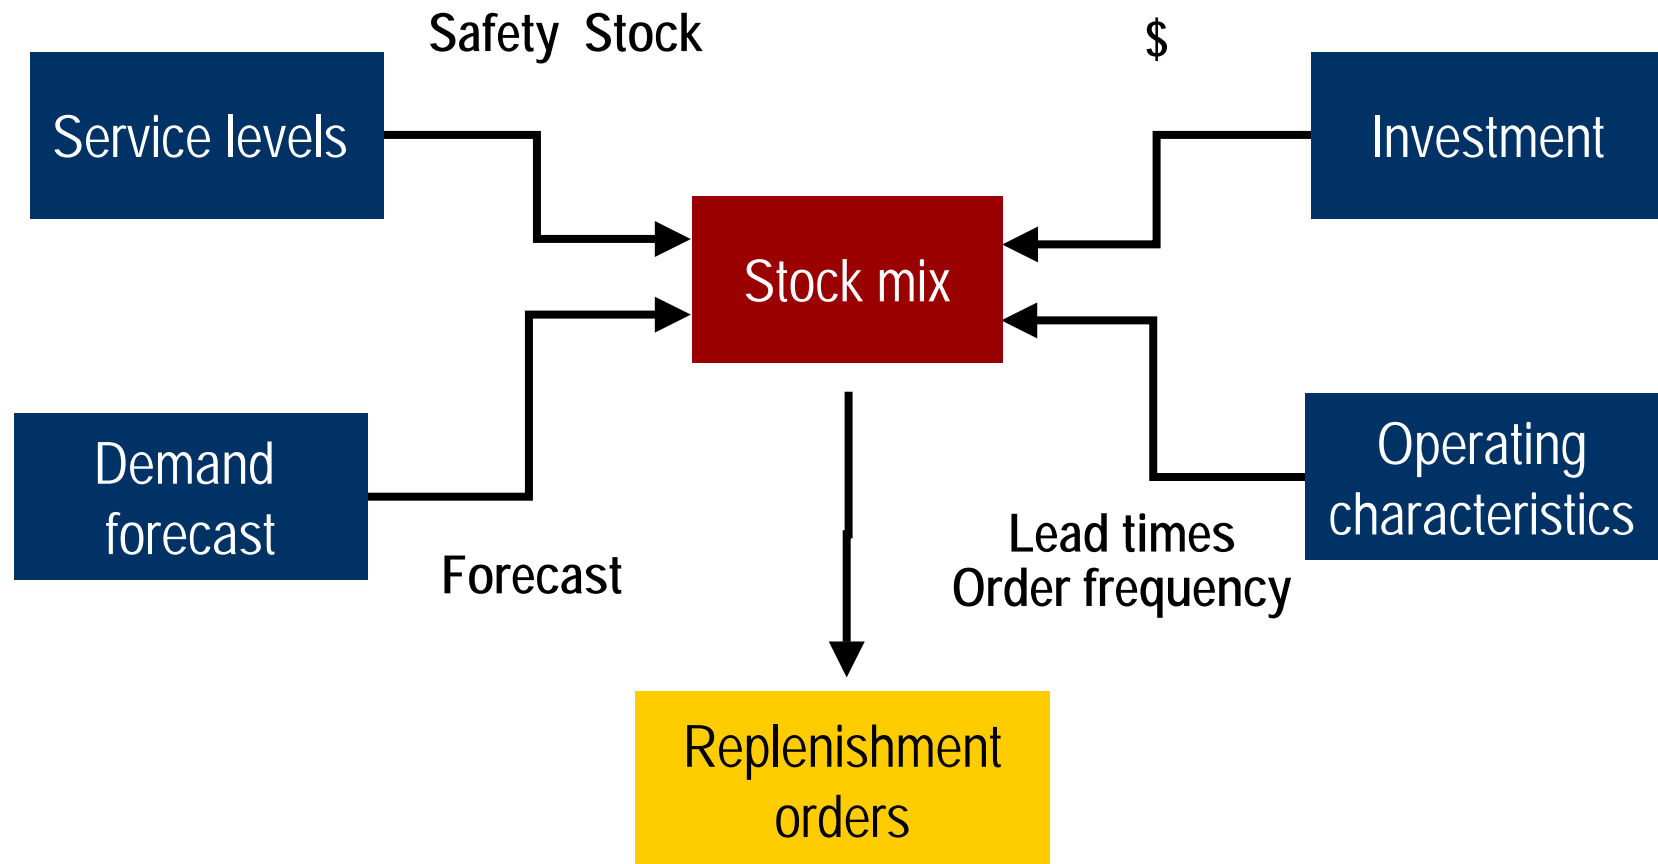 Safety Stock
$
Service levels
Investment
Stock mix
Demand
forecast
Operating
characteristics
Forecast
Lead times
Order frequency
Replenishment
orders